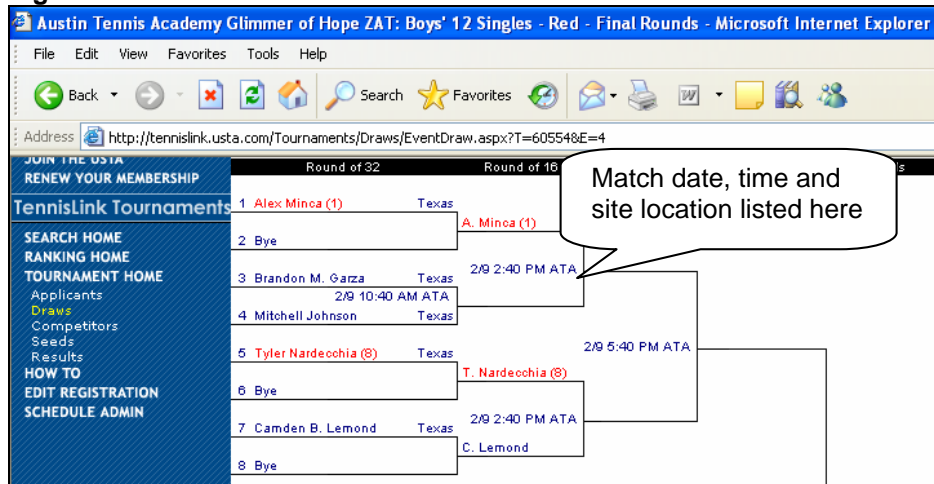 Austin Tennis Academy Glimmer of Hope ZAT: Boys' 12 Singles - Red - Final Rounds - Microsoft Internet Explorer
File Edit View Favorites Tools Help
Back Search Favorites
Address http://tennislink.usta.com/Tournaments/Draws/EventDraw.aspx?T=60554&E=4
JOIN THE USTA
RENEW YOUR MEMBERSHIP
TennisLink Tournaments
SEARCH HOME
RANKING HOME
TOURNAMENT HOME
Applicants
Draws
Competitors
Seeds
Results
HOW TO
EDIT REGISTRATION
SCHEDULE ADMIN
Round of 32 Round of 16
Match date, time and
site location listed here
1 Alex Minca (1) Texas
A. Minca (1)
2 Bye
2/9 2:40 PM ATA
3 Brandon M. Garza Texas
2/9 10:40 AM ATA
4 Mitchell Johnson Texas
2/9 5:40 PM ATA
5 Tyler Nardecchia (8) Texas
T. Nardecchia (8)
6 Bye
2/9 2:40 PM ATA
7 Camden B. Lemond Texas
C. Lemond
8 Bye